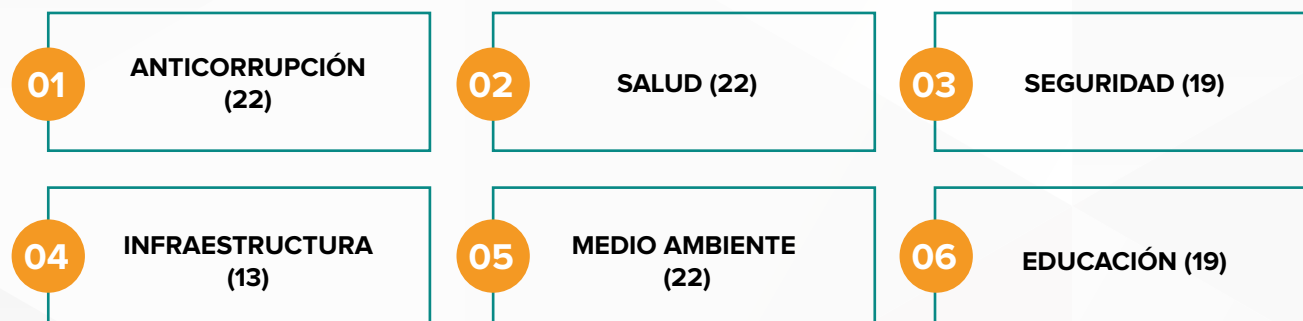 01
ANTICORRUPCIÓN
(22)
02
SALUD (22)
03
SEGURIDAD (19)
04
INFRAESTRUCTURA
(13)
05
MEDIO AMBIENTE
(22)
06
EDUCACIÓN (19)